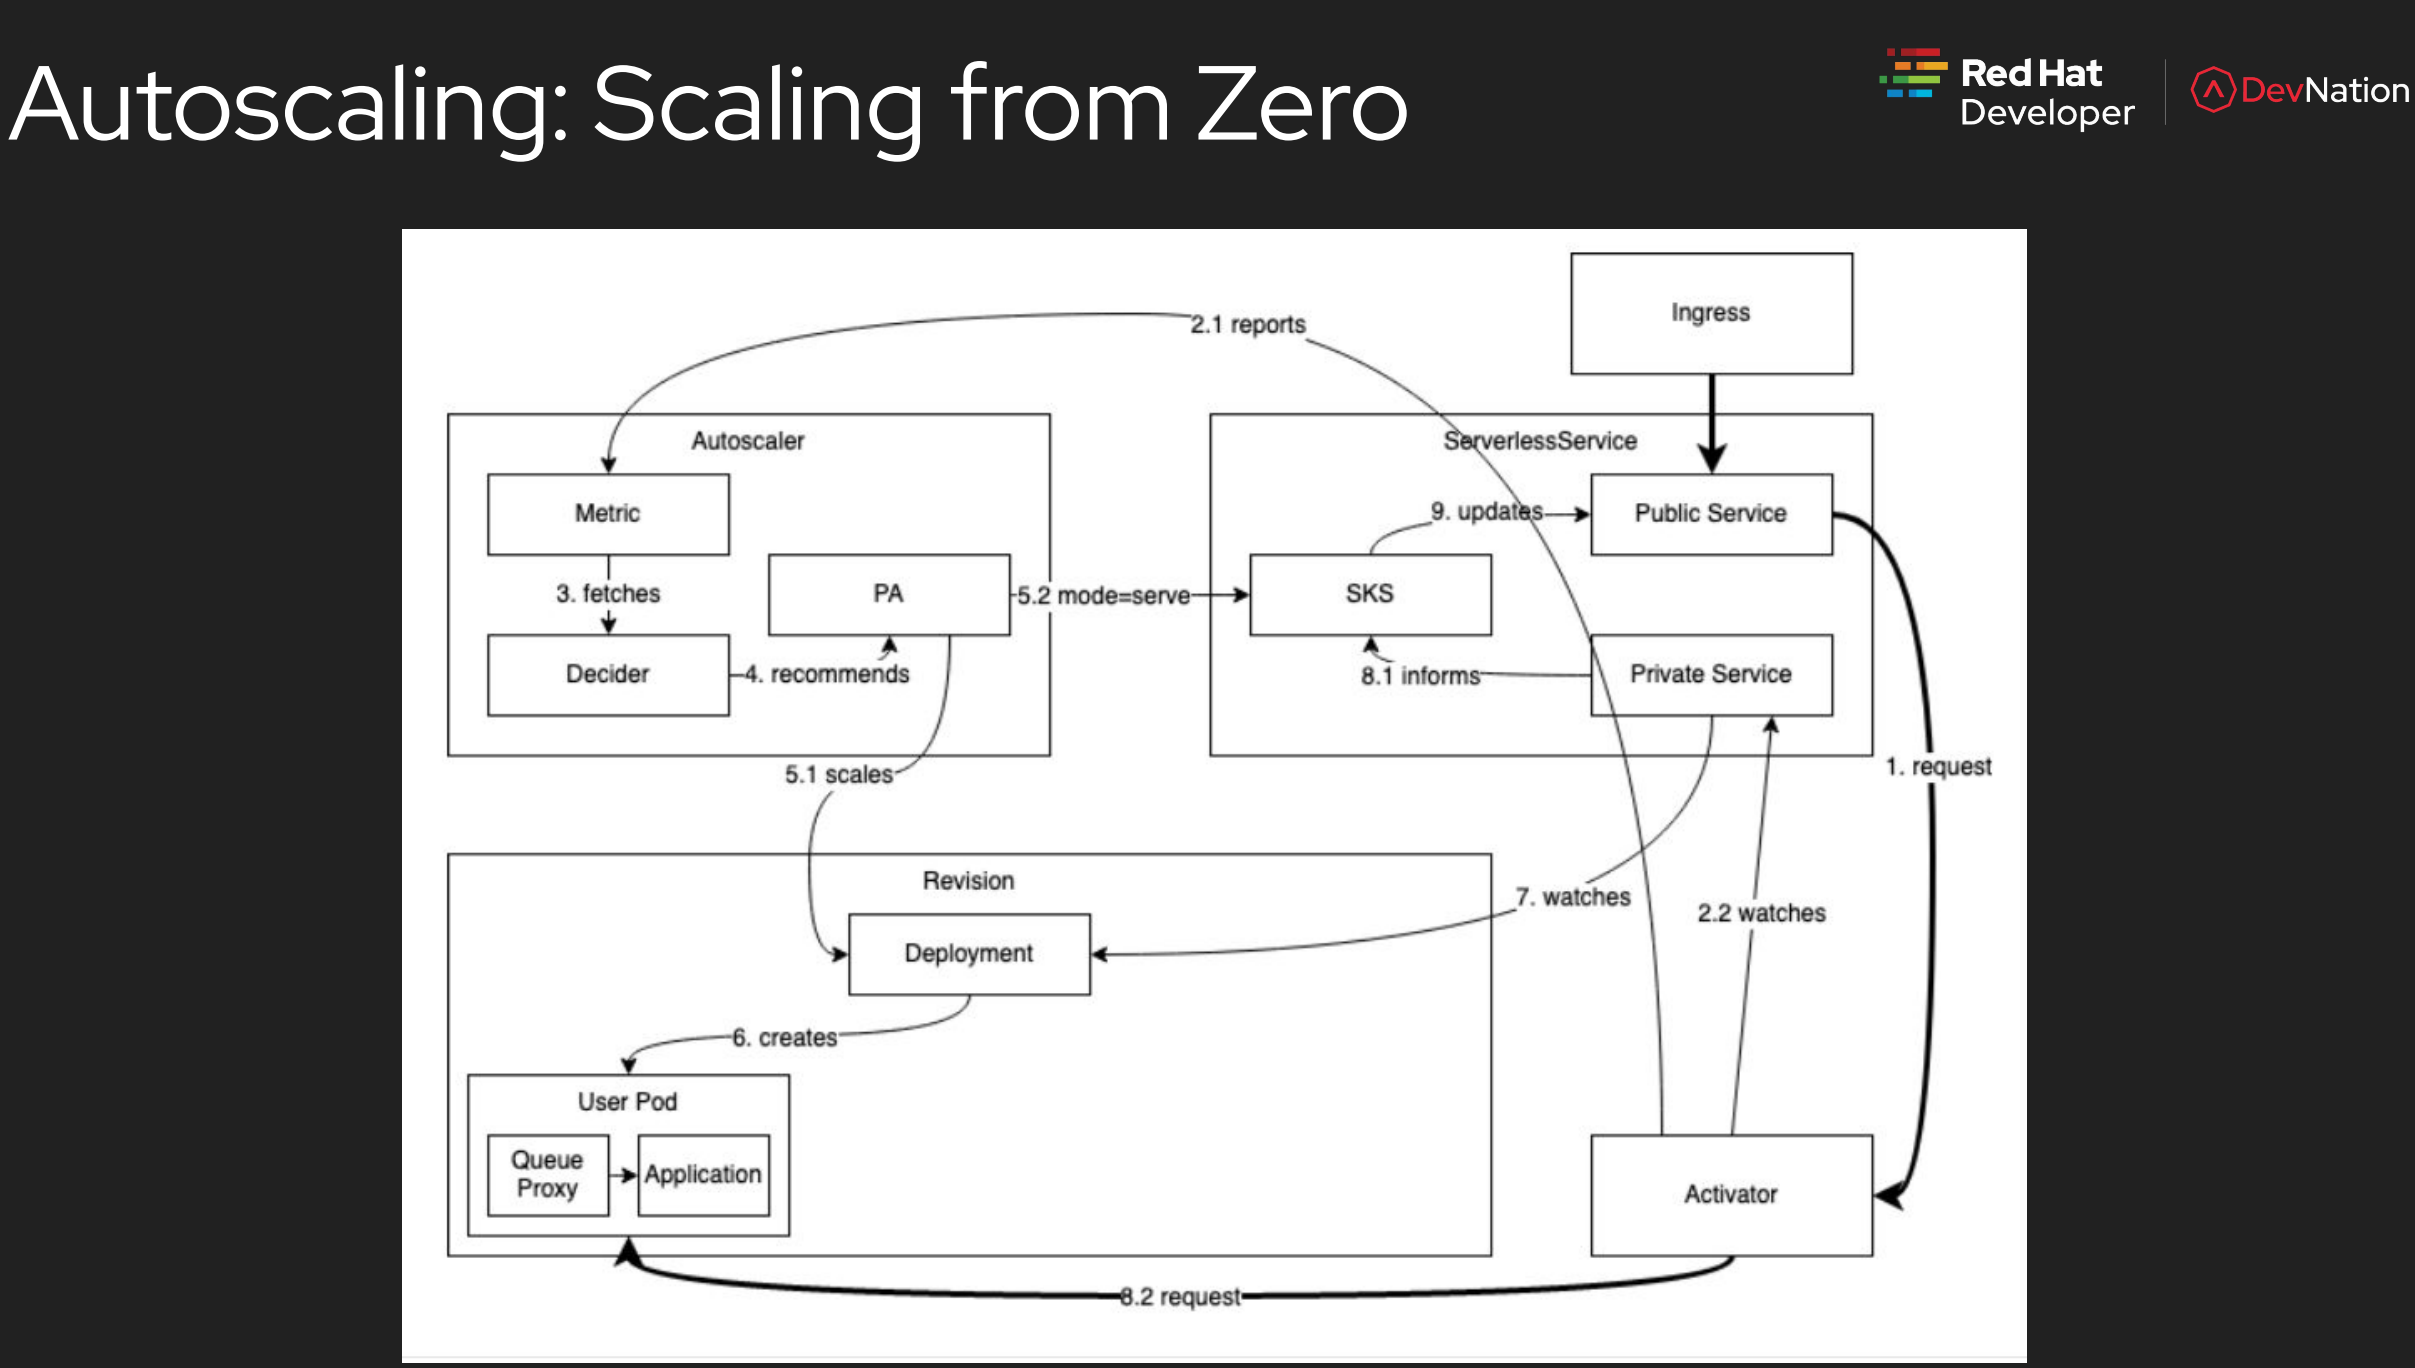 Autoscaling: Scaling from Zero
Red Hat
Developer
DevNation
Ingress
2.1 reports
Autoscaler
ServerlessService
Metric
9. updates
Public Service
3. fetches
PA
5.2 mode=serve
SKS
Decider
4. recommends
8.1 informs
Private Service
5.1 scales
1. request
Revision
7. watches
2.2 watches
Deployment
6. creates
User Pod
Queue
Proxy
Application
Activator
8.2 request